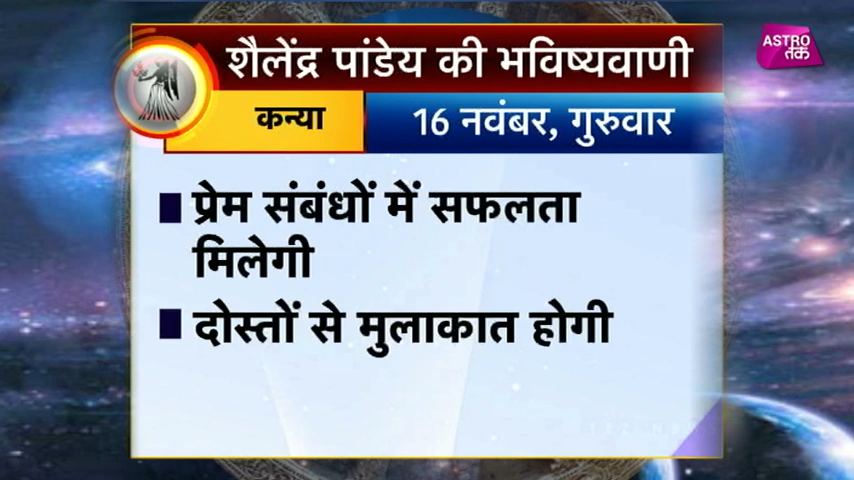 ASTRO
तक
शैलेंद्र पांडेय की भविष्यवाणी
कन्या
16 नवंबर, गुरुवार
प्रेम संबंधों में सफलता
मिलेगी
दोस्तों से मुलाकात होगी